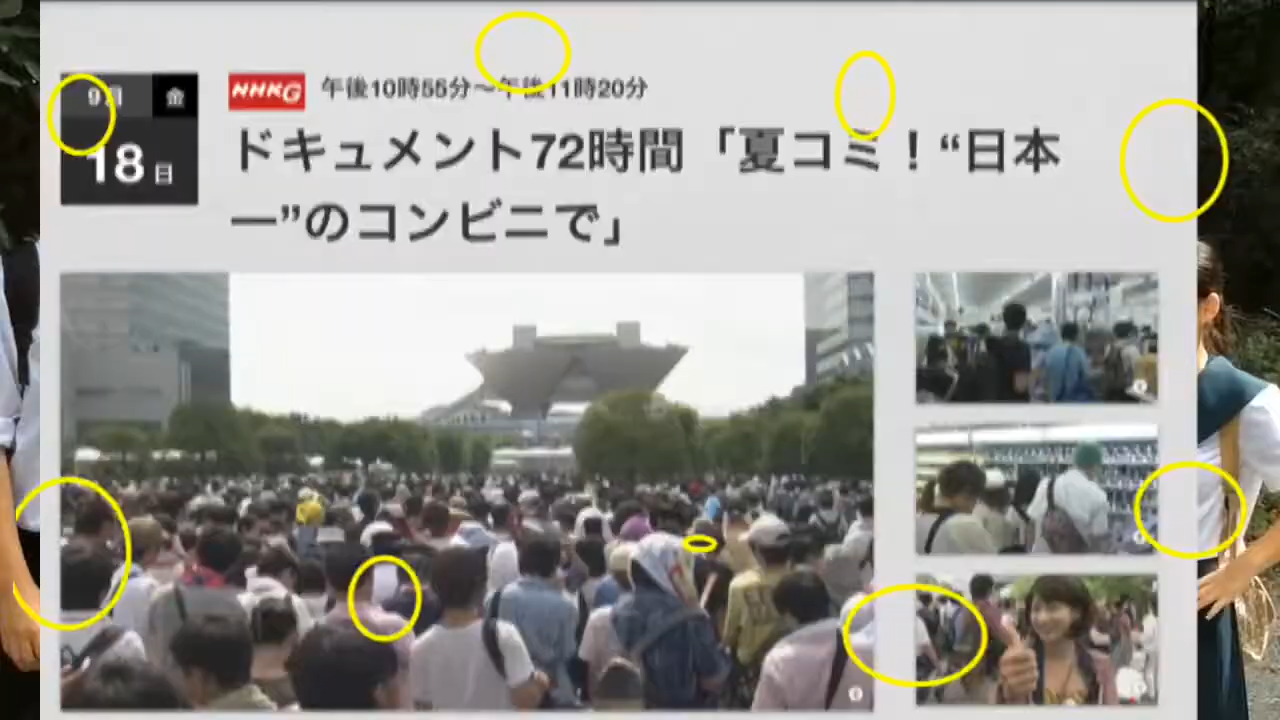 9月 金
18日
NHKG 午後10時55分〜午後11時20分
ドキュメント72時間「夏コミ！“日本
一”のコンビニで」